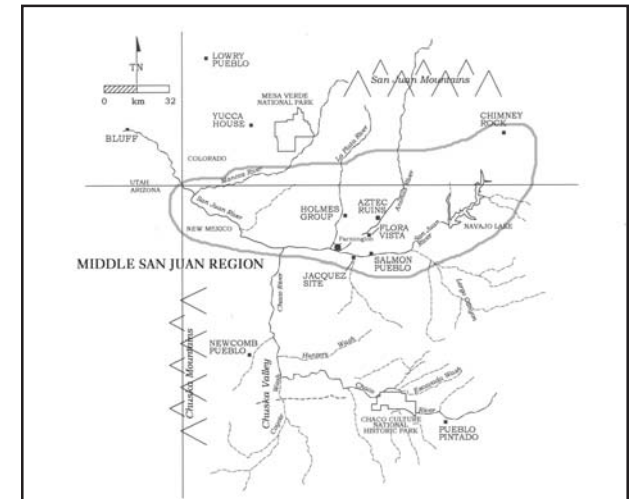 LOWRY
PUEBLO
TN
0 km 32
San Juan Mountains
MESA VERDE
NATIONAL PARK
YUCCA
HOUSE
CHIMNEY
ROCK
BLUFF
La Plata River
COLORADO
Mancos River
UTAH
ARIZONA
San Juan River
HOLMES
GROUP
AZTEC
RUINS
Animas River
NEW MEXICO
Farmington
FLORA
VISTA
San Juan
River
NAVAJO LAKE
MIDDLE SAN JUAN REGION
SALMON
PUEBLO
JACQUEZ
SITE
Chaco River
Largo Canyon
NEWCOMB
PUEBLO
Wash
Chuska Mountains
Chuska Valley
Chaco
Escavada Wash
Wash
River
CHACO CULTURE
NATIONAL
HISTORIC PARK
PUEBLO
PINTADO